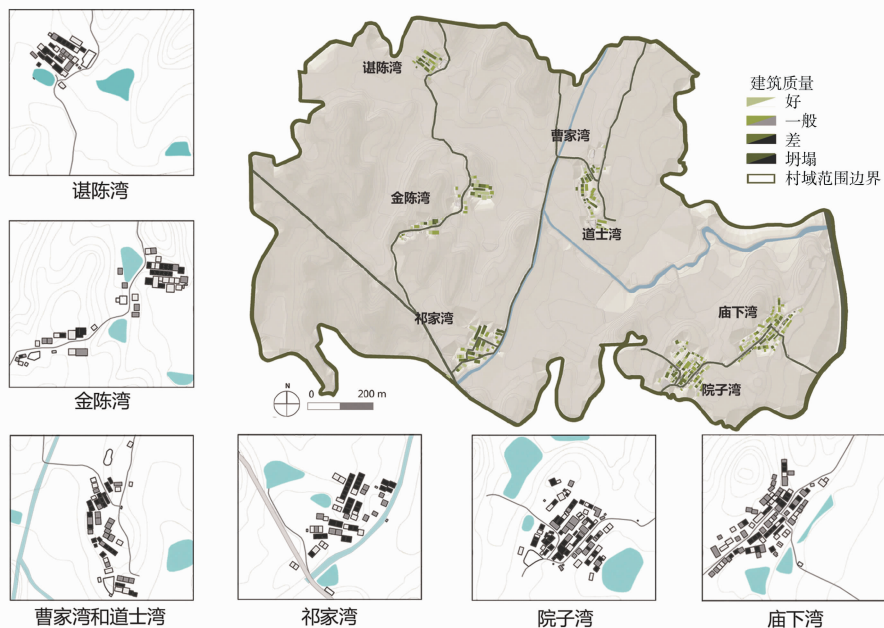 谌陈湾
金陈湾
曹家湾和道士湾
祁家湾
院子湾
庙下湾
谌陈湾
曹家湾
金陈湾
道士湾
祁家湾
庙下湾
院子湾
N
0 200 m
建筑质量
好
一般
差
坍塌
村域范围边界